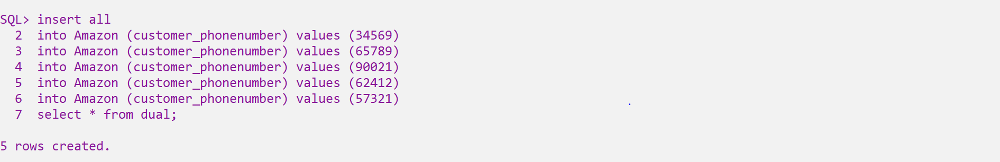 SQL> insert all
2 into Amazon (customer_phonenumber) values (34569)
3 into Amazon (customer_phonenumber) values (65789)
4 into Amazon (customer_phonenumber) values (90021)
5 into Amazon (customer_phonenumber) values (62412)
6 into Amazon (customer_phonenumber) values (57321)
7 select * from dual;
5 rows created.